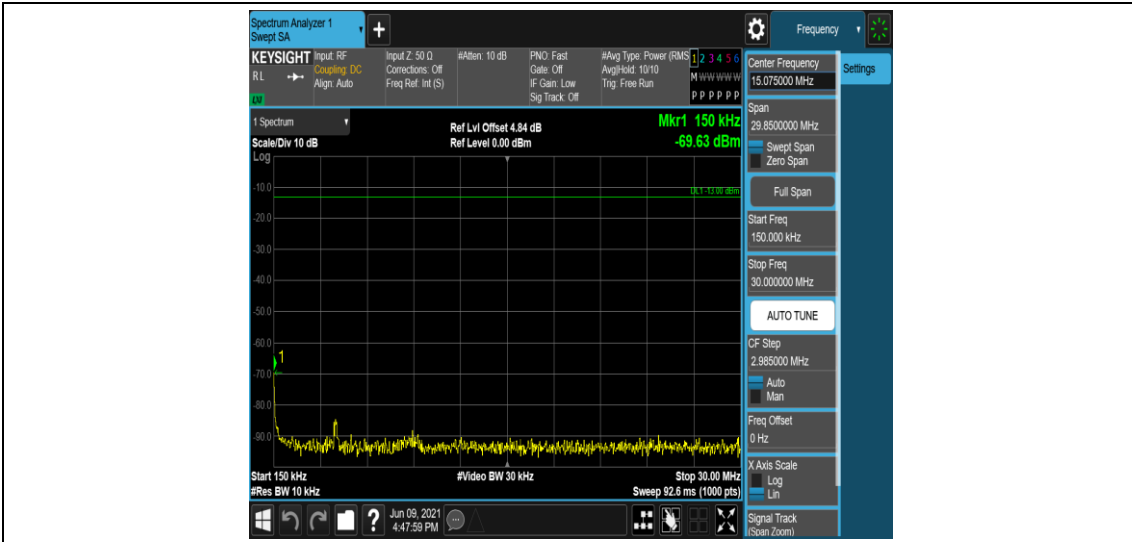 Spectrum Analyzer 1
Swept SA
Frequency
KEYSIGHT
RL
LXI
Input: RF
Coupling: DC
Align: Auto
Input Z: 50 Ω
Corrections: Off
Freq Ref: Int (S)
#Atten: 10 dB
PNO: Fast
Gate: Off
IF Gain: Low
Sig Track: Off
#Avg Type: Power (RMS
Avg|Hold: 10/10
Trig: Free Run
1 2 3 4 5 6
M W W W W W
P P P P P P
1 Spectrum
Scale/Div 10 dB
Log
Ref Lvl Offset 4.84 dB
Ref Level 0.00 dBm
Mkr1 150 kHz
-69.63 dBm
DL1 -13.00 dBm
-10.0
-20.0
-30.0
-40.0
-50.0
-60.0
-70.0
-80.0
-90.0
1
Start 150 kHz
#Res BW 10 kHz
#Video BW 30 kHz
Stop 30.00 MHz
Sweep 92.6 ms (1000 pts)
?
Jun 09, 2021
4:47:59 PM
Center Frequency
15.075000 MHz
Settings
Span
29.8500000 MHz
Swept Span
Zero Span
Full Span
Start Freq
150.000 kHz
Stop Freq
30.000000 MHz
AUTO TUNE
CF Step
2.985000 MHz
Auto
Man
Freq Offset
0 Hz
X Axis Scale
Log
Lin
Signal Track
(Span Zoom)